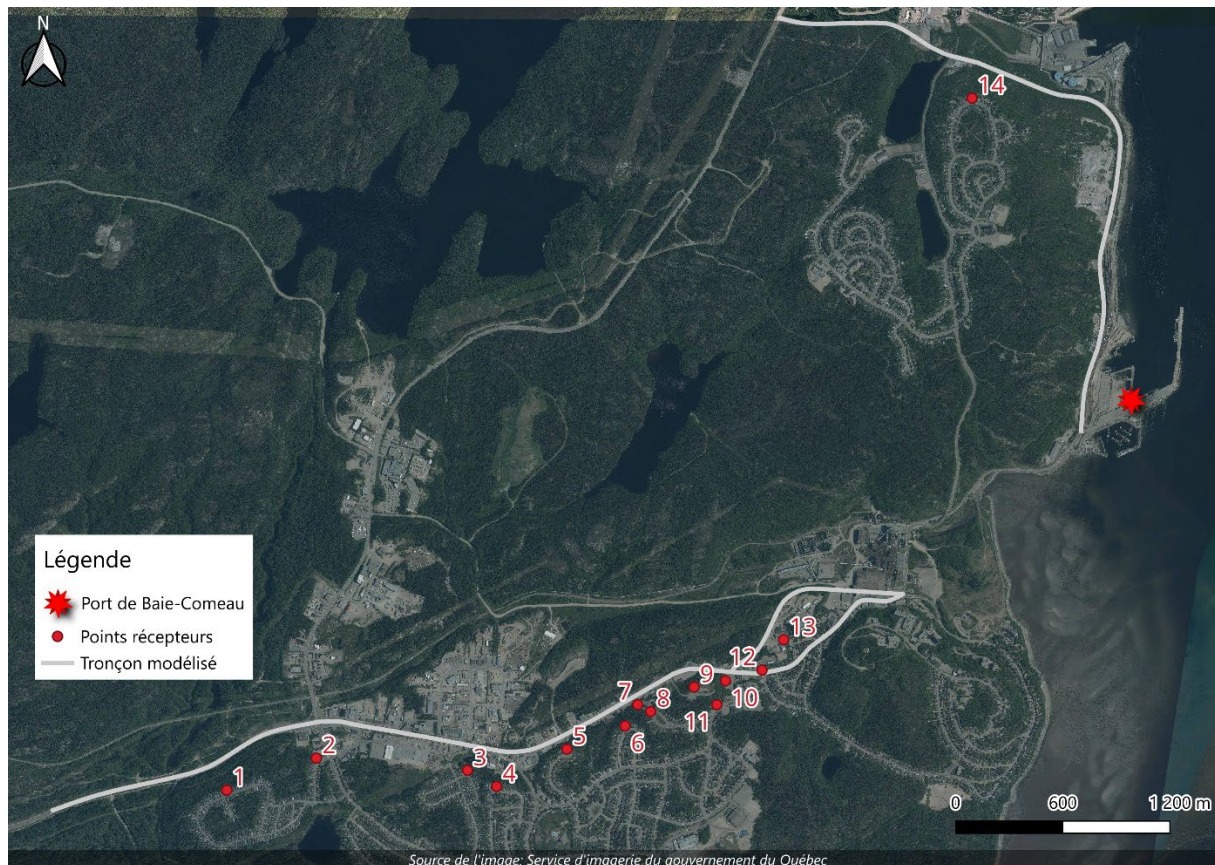 N
14
Légende
Port de Baie-Comeau
Points récepteurs
Tronçon modélisé
13
12
9
7
8
10
11
6
5
2
3
1
4
0 600 1 200 m
Source de l'image: Service d'imagerie du gouvernement du Québec